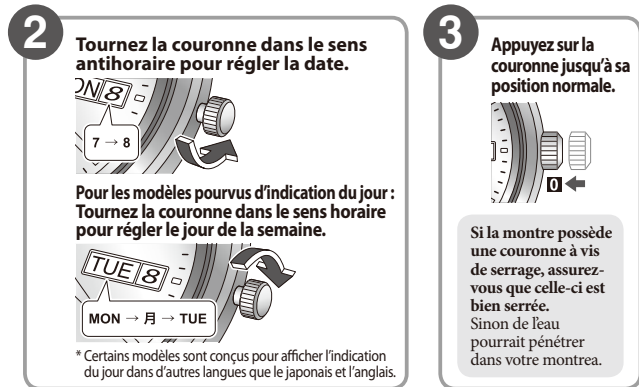 2
Tournez la couronne dans le sens
antihoraire pour régler la date.
ON 8
7 → 8
Pour les modèles pourvus d'indication du jour :
Tournez la couronne dans le sens horaire
pour régler le jour de la semaine.
TUE 8
MON → 月 → TUE
* Certains modèles sont conçus pour afficher l'indication
du jour dans d'autres langues que le japonais et l'anglais.
3
Appuyez sur la
couronne jusqu'à sa
position normale.
0
Si la montre possède
une couronne à vis
de serrage, assurez-
vous que celle-ci est
bien serrée.
Sinon de l'eau
pourrait pénétrer
dans votre montrea.